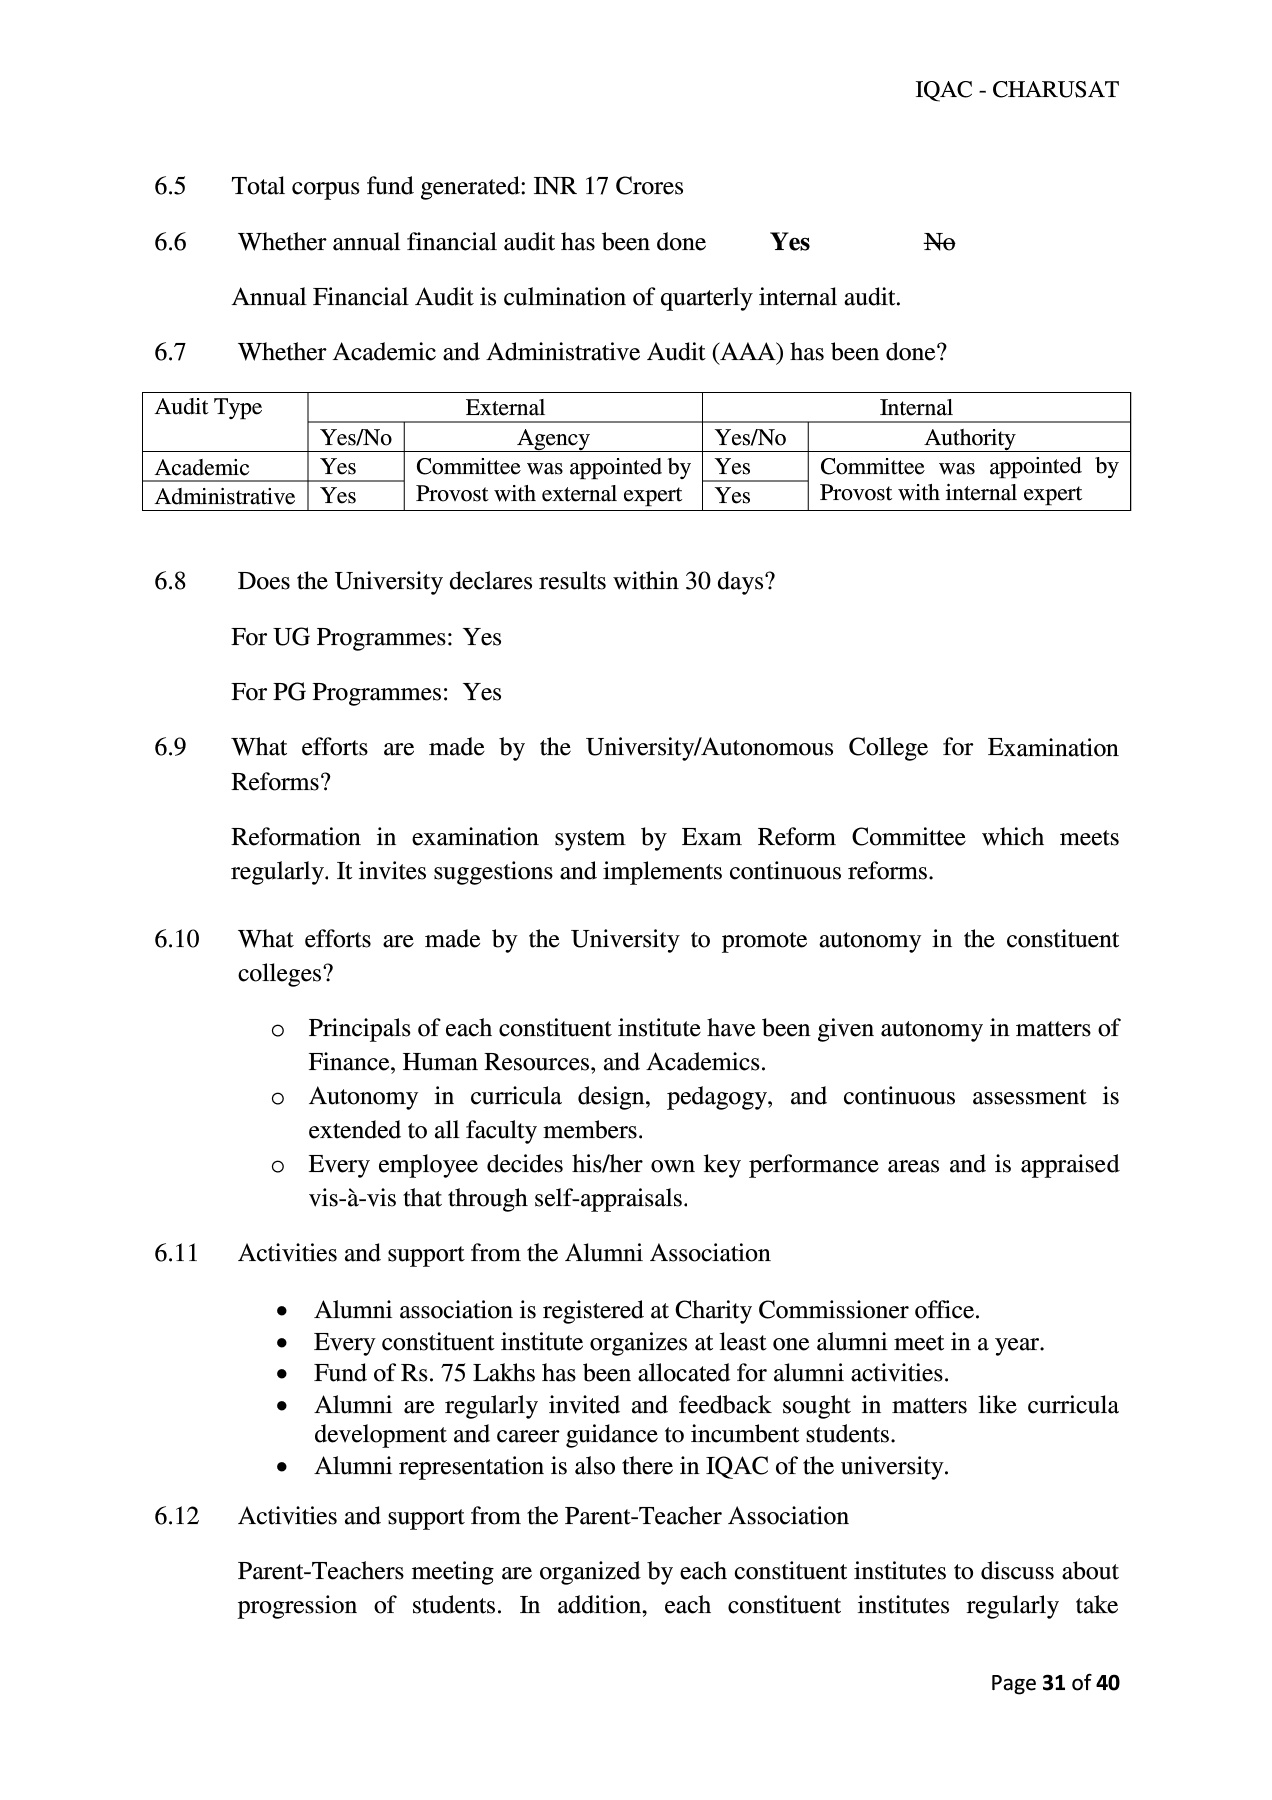 IQAC - CHARUSAT
6.5 Total corpus fund generated: INR 17 Crores
6.6 Whether annual financial audit has been done Yes No
Annual Financial Audit is culmination of quarterly internal audit.
6.7 Whether Academic and Administrative Audit (AAA) has been done?
Audit Type External Internal
Yes/No Agency Yes/No Authority
Academic Yes Committee was appointed by Yes Committee was appointed by
Administrative Yes Provost with external expert Yes Provost with internal expert
6.8 Does the University declares results within 30 days?
For UG Programmes: Yes
For PG Programmes: Yes
6.9 What efforts are made by the University/Autonomous College for Examination
Reforms?
Reformation in examination system by Exam Reform Committee which meets
regularly. It invites suggestions and implements continuous reforms.
6.10 What efforts are made by the University to promote autonomy in the constituent
colleges?
o Principals of each constituent institute have been given autonomy in matters of
Finance, Human Resources, and Academics.
o Autonomy in curricula design, pedagogy, and continuous assessment is
extended to all faculty members.
o Every employee decides his/her own key performance areas and is appraised
vis-à-vis that through self-appraisals.
6.11 Activities and support from the Alumni Association
• Alumni association is registered at Charity Commissioner office.
• Every constituent institute organizes at least one alumni meet in a year.
• Fund of Rs. 75 Lakhs has been allocated for alumni activities.
• Alumni are regularly invited and feedback sought in matters like curricula
development and career guidance to incumbent students.
• Alumni representation is also there in IQAC of the university.
6.12 Activities and support from the Parent-Teacher Association
Parent-Teachers meeting are organized by each constituent institutes to discuss about
progression of students. In addition, each constituent institutes regularly take
Page 31 of 40